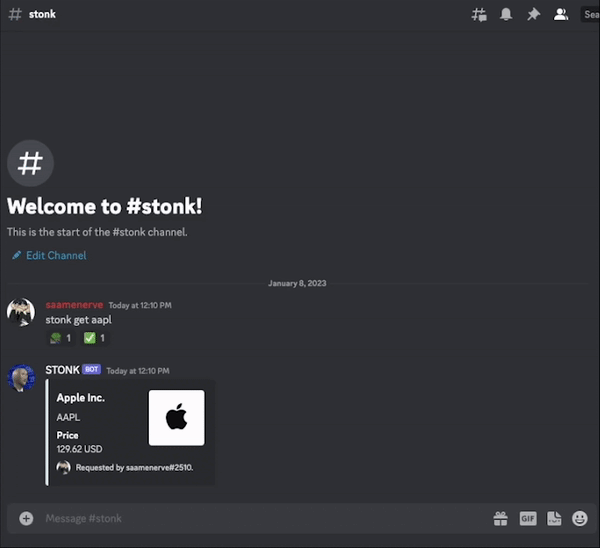 # stonk
Sea
Welcome to #stonk!
This is the start of the #stonk channel.
Edit Channel
January 8, 2023
saamenerve Today at 12:10 PM
stonk get aapl
1 1
STONK BOT Today at 12:10 PM
Apple Inc.
AAPL
Price
129.62 USD
Requested by saamenerve#2510.
Message #stonk
GIF